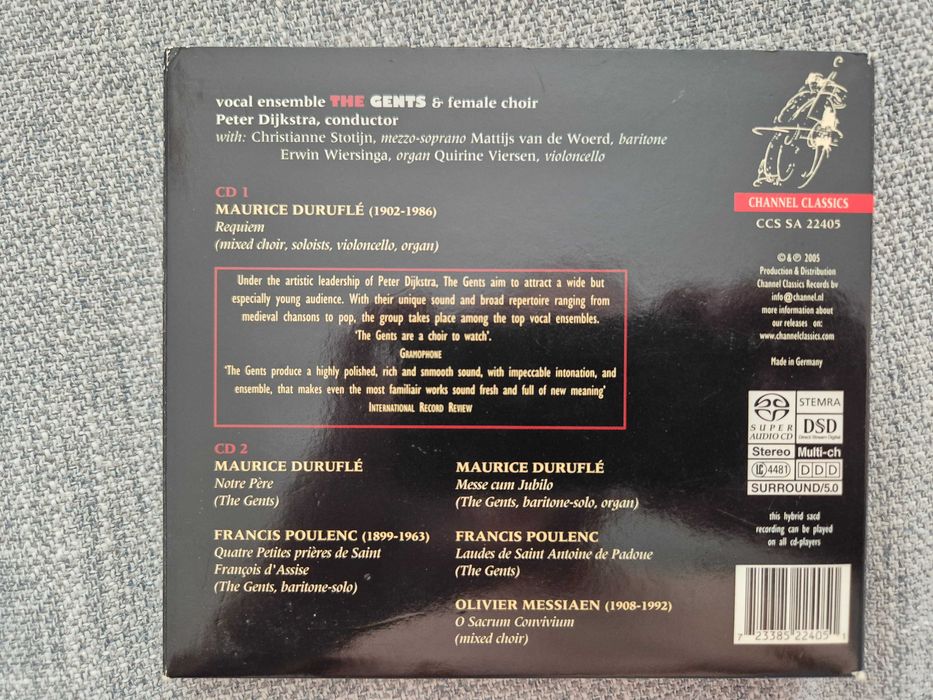 vocal ensemble THE GENTS & female choir
Peter Dijkstra, conductor
with: Christianne Stotijn, mezzo-soprano Mattijs van de Woerd, baritone
Erwin Wiersinga, organ Quirine Viersen, violoncello
CD 1
MAURICE DURUFLÉ (1902-1986)
Requiem
(mixed choir, soloists, violoncello, organ)
Under the artistic leadership of Peter Dijkstra, The Gents aim to attract a wide but
especially young audience. With their unique sound and broad repertoire ranging from
medieval chansons to pop, the group takes place among the top vocal ensembles.
'The Gents are a choir to watch'.
GRAMOPHONE
'The Gents produce a highly polished, rich and snmooth sound, with impeccable intonation, and
ensemble, that makes even the most familiair works sound fresh and full of new meaning'
INTERNATIONAL RECORD REVIEW
CD 2
MAURICE DURUFLÉ
Notre Père
(The Gents)
FRANCIS POULENC (1899-1963)
Quatre Petites prières de Saint
François d'Assise
(The Gents, baritone-solo)
MAURICE DURUFLÉ
Messe cum Jubilo
(The Gents, baritone-solo, organ)
FRANCIS POULENC
Laudes de Saint Antoine de Padoue
(The Gents)
OLIVIER MESSIAEN (1908-1992)
O Sacrum Convivium
(mixed choir)
CHANNEL CLASSICS
CCS SA 22405
© & ℗ 2005
Production & Distribution
Channel Classics Records bv
info@channel.nl
more information about
our releases on:
www.channelclassics.com
Made in Germany
SUPER
AUDIO CD
STEMRA
DSD
Direct Stream Digital
Stereo Multi-ch
LC 4481 D D D
SURROUND/5.0
this hybrid sacd
recording can be played
on all cd-players
7 23385 22405 1